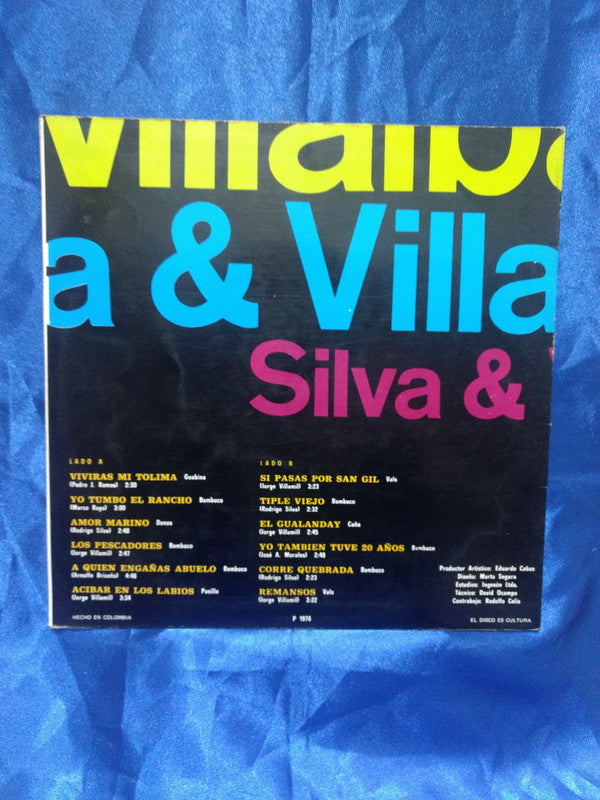 Villalba
a & Villa
Silva &
LADO A
VIVIRAS MI TOLIMA Guabina
(Pedro J. Ramos) 2:30
YO TUMBO EL RANCHO Bambuco
(Marco Rayo) 3:00
AMOR MARINO Danza
(Rodrigo Silva) 2:48
LOS PESCADORES Bambuco
(Jorge Villamil) 2:47
A QUIEN ENGAÑAS ABUELO Bambuco
(Arnulfo Briceño) 4:48
ACIBAR EN LOS LABIOS Pasillo
(Jorge Villamil) 3:34
HECHO EN COLOMBIA
LADO B
SI PASAS POR SAN GIL Vals
(Jorge Villamil) 3:23
TIPLE VIEJO Bambuco
(Rodrigo Silva) 2:32
EL GUALANDAY Caña
(Jorge Villamil) 2:45
YO TAMBIEN TUVE 20 AÑOS Bambuco
(José A. Morales) 2:48
CORRE QUEBRADA Bambuco
(Rodrigo Silva) 2:23
REMANSOS Vals
(Jorge Villamil) 3:22
P 1976
Productor Artístico: Eduardo Cabas
Diseño: Marta Segura
Estudios: Ingesón Ltda.
Técnico: David Ocampo
Contrabajo: Rodolfo Celis
EL DISCO ES CULTURA